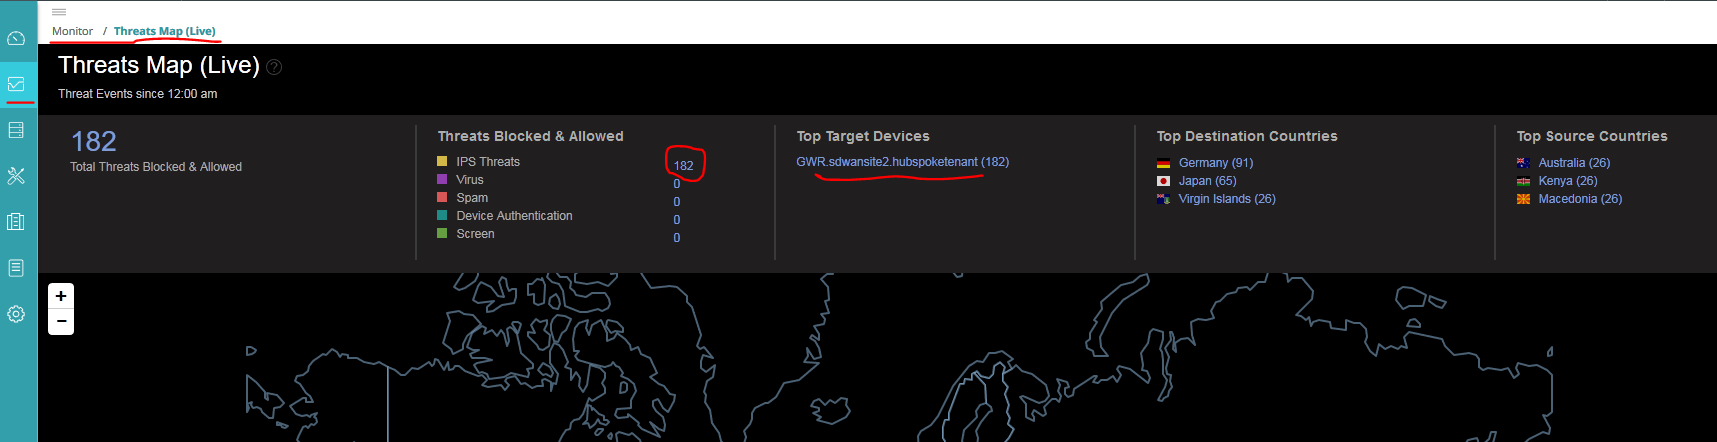 Monitor / Threats Map (Live)
Threats Map (Live) ?
Threat Events since 12:00 am
182
Total Threats Blocked & Allowed
Threats Blocked & Allowed
IPS Threats 182
Virus 0
Spam 0
Device Authentication 0
Screen 0
Top Target Devices
GWR.sdwansite2.hubspoketenant (182)
Top Destination Countries
Germany (91)
Japan (65)
Virgin Islands (26)
Top Source Countries
Australia (26)
Kenya (26)
Macedonia (26)
+
−